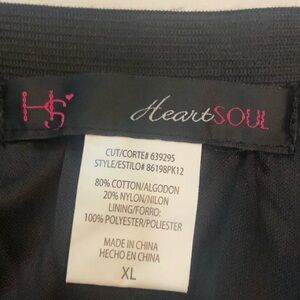 HS
HeartSOUL
CUT/CORTE# 639295
STYLE/ESTILO# 86198PK12
80% COTTON/ALGODON
20% NYLON/NILON
LINING/FORRO:
100% POLYESTER/POLIESTER
MADE IN CHINA
HECHO EN CHINA
XL